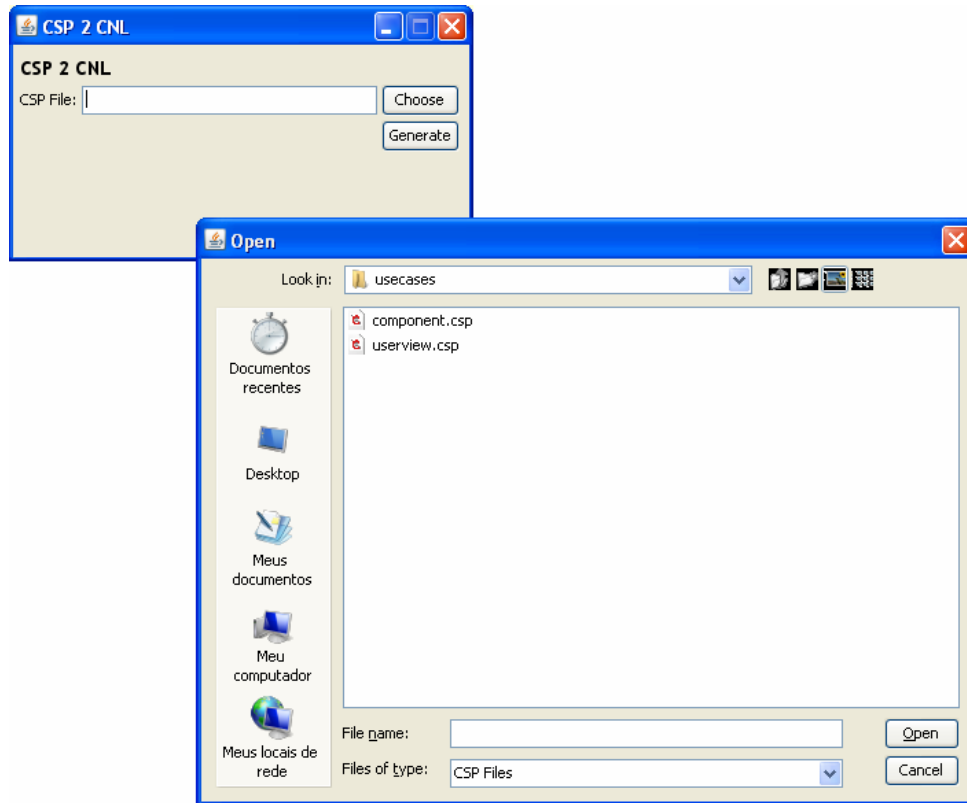 CSP 2 CNL
CSP 2 CNL
CSP File:
Choose
Generate
Open
Look in:
usecases
component.csp
userview.csp
Documentos
recentes
Desktop
Meus
documentos
Meu
computador
Meus locais de
rede
File name:
Open
Files of type:
CSP Files
Cancel